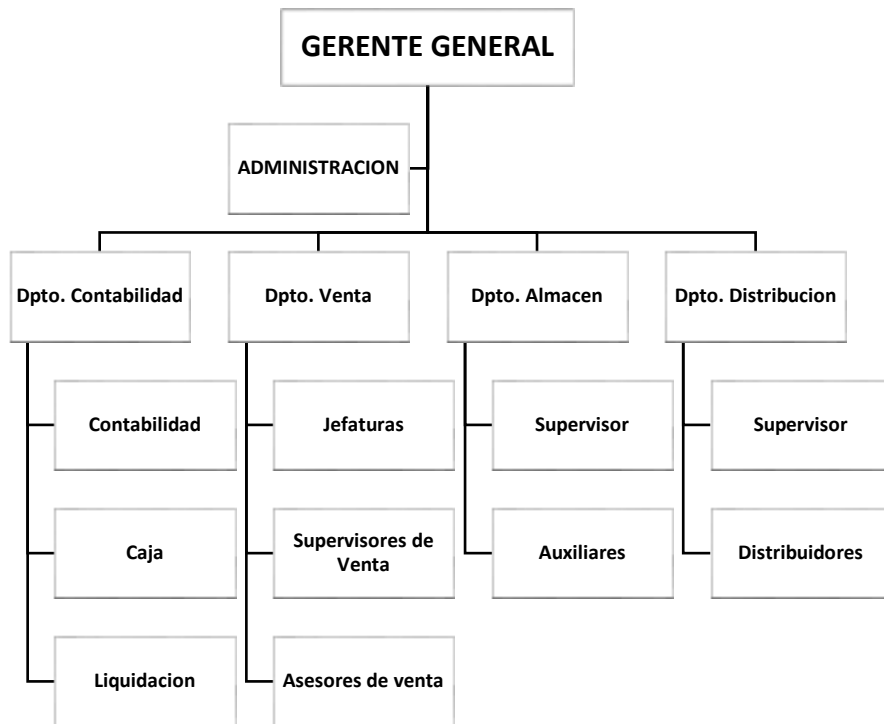 GERENTE GENERAL
ADMINISTRACION
Dpto. Contabilidad
Dpto. Venta
Dpto. Almacen
Dpto. Distribucion
Contabilidad
Jefaturas
Supervisor
Supervisor
Caja
Supervisores de
Venta
Auxiliares
Distribuidores
Liquidacion
Asesores de venta